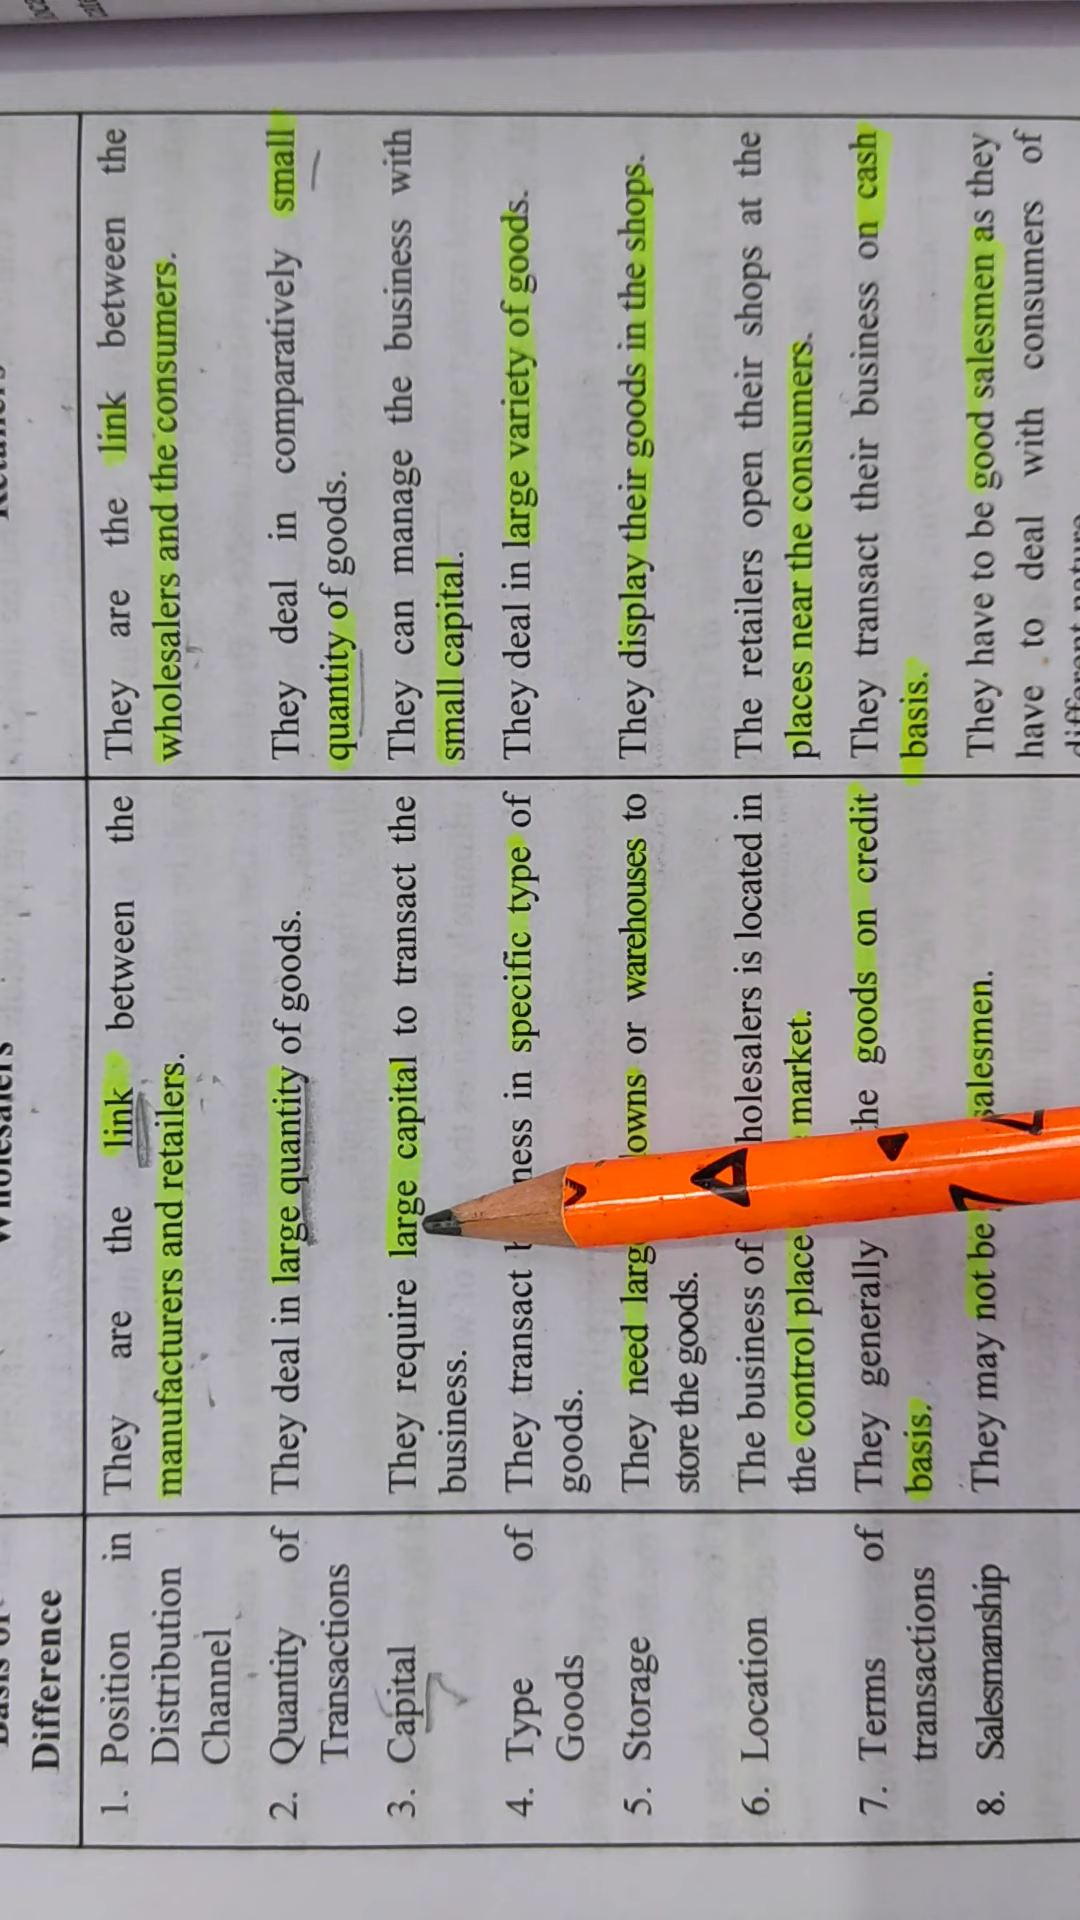 Difference
1. Position in
Distribution
Channel
They are the link between the
manufacturers and retailers.
They are the link between the
wholesalers and the consumers.
2. Quantity of
Transactions
They deal in large quantity of goods.
They deal in comparatively small
quantity of goods.
3. Capital
They require large capital to transact the
business.
They can manage the business with
small capital.
4. Type of
Goods
They transact in specific type of
goods.
They deal in large variety of goods.
5. Storage
They need or warehouses to
store the goods.
They display their goods in the shops.
6. Location
The business of is located in
the control place market.
The retailers open their shops at the
places near the consumers.
7. Terms of
transactions
They generally the goods on credit
basis.
They transact their business on cash
basis.
8. Salesmanship
They may not be salesmen.
They have to be good salesmen as they
have to deal with consumers of